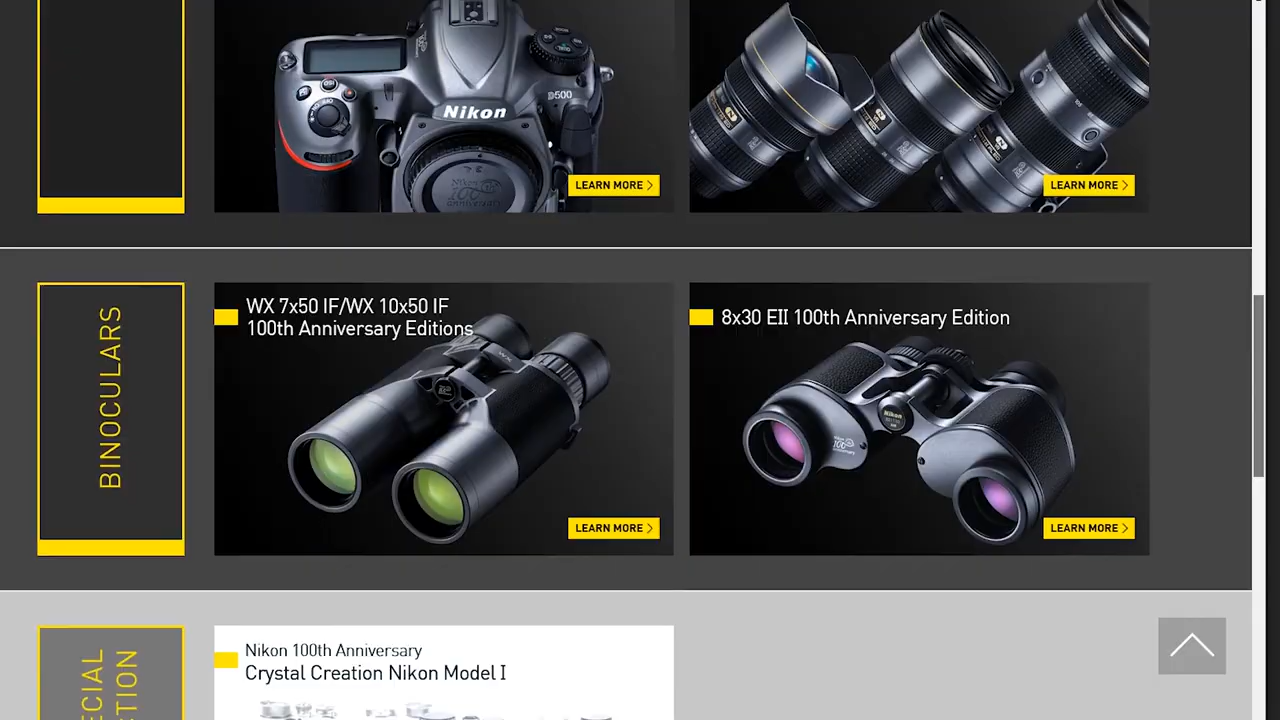 Nikon
D500
LEARN MORE
LEARN MORE
BINOCULARS
WX 7x50 IF/WX 10x50 IF
100th Anniversary Editions
LEARN MORE
8x30 EII 100th Anniversary Edition
Nikon
LEARN MORE
Nikon 100th Anniversary
Crystal Creation Nikon Model I